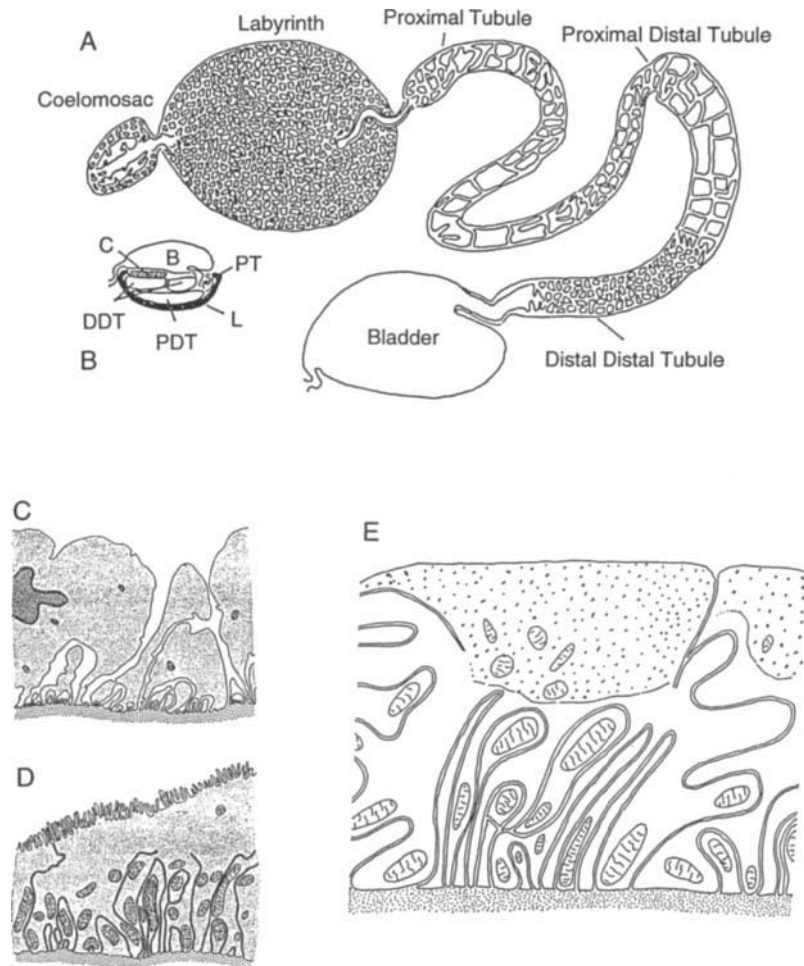 A
Labyrinth
Proximal Tubule
Proximal Distal Tubule
Coelomosac
C
B
PT
DDT
PDT
L
Bladder
Distal Distal Tubule
B
C
E
D